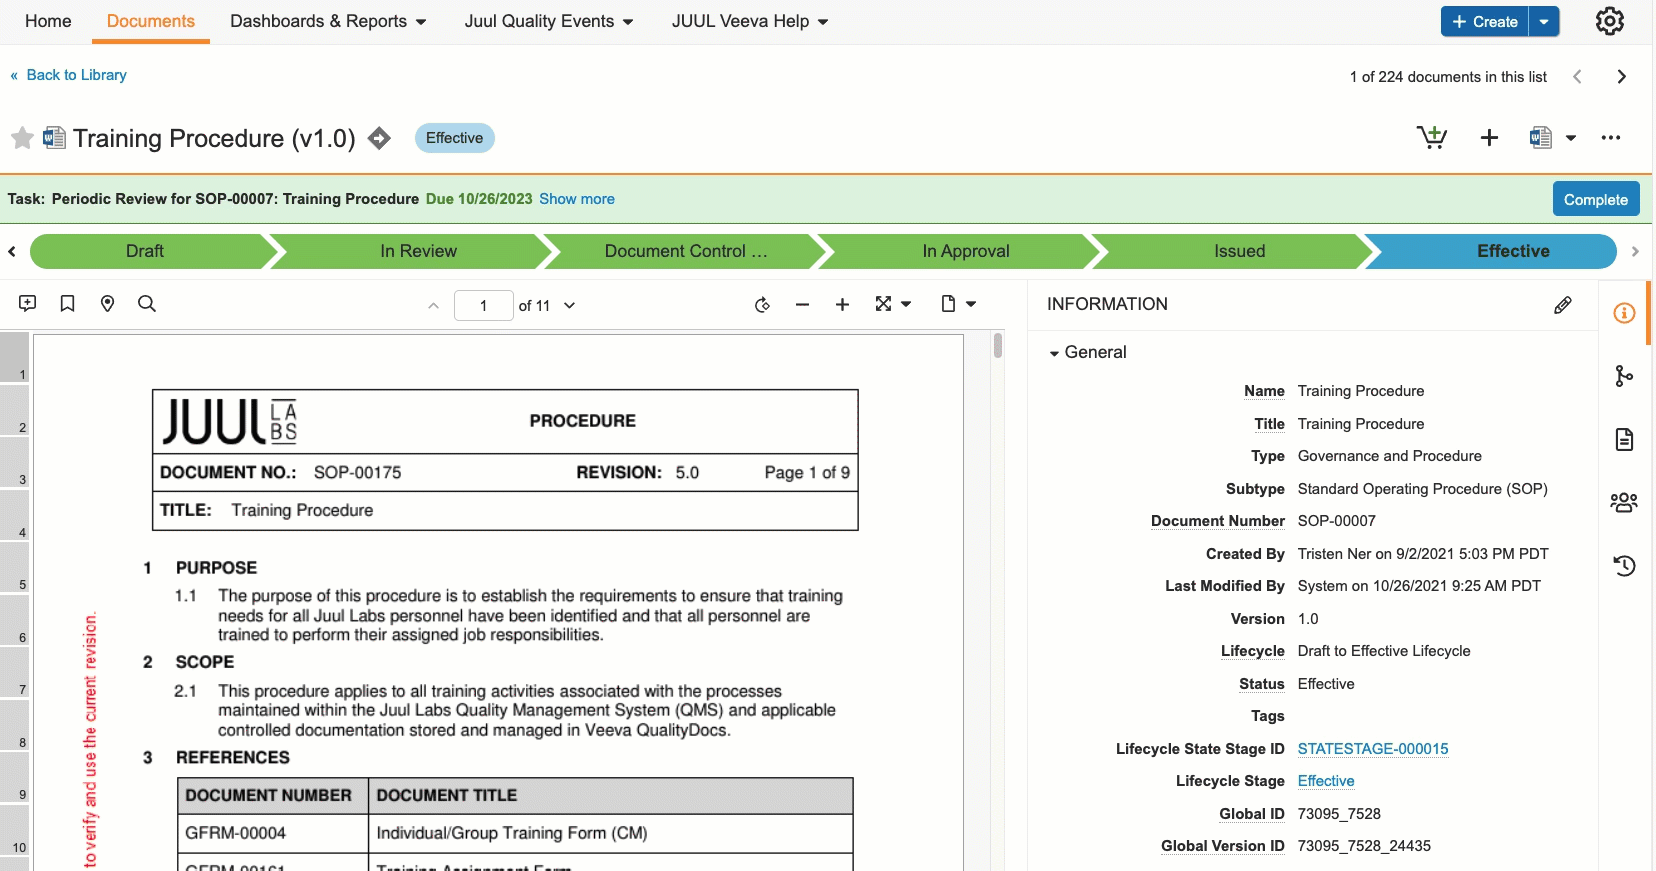 Home Documents Dashboards & Reports Juul Quality Events JUUL Veeva Help + Create
« Back to Library
1 of 224 documents in this list
Training Procedure (v1.0) Effective
Task: Periodic Review for SOP-00007: Training Procedure Due 10/26/2023 Show more Complete
Draft In Review Document Control ... In Approval Issued Effective
1 of 11
1
2
3
4
5
6
7
8
9
10
to verify and use the current revision.
JUUL LABS
PROCEDURE
DOCUMENT NO.: SOP-00175 REVISION: 5.0 Page 1 of 9
TITLE: Training Procedure
1 PURPOSE
1.1 The purpose of this procedure is to establish the requirements to ensure that training
needs for all Juul Labs personnel have been identified and that all personnel are
trained to perform their assigned job responsibilities.
2 SCOPE
2.1 This procedure applies to all training activities associated with the processes
maintained within the Juul Labs Quality Management System (QMS) and applicable
controlled documentation stored and managed in Veeva QualityDocs.
3 REFERENCES
DOCUMENT NUMBER DOCUMENT TITLE
GFRM-00004 Individual/Group Training Form (CM)
GFRM-00161 Training Assignment Form
INFORMATION
General
Name Training Procedure
Title Training Procedure
Type Governance and Procedure
Subtype Standard Operating Procedure (SOP)
Document Number SOP-00007
Created By Tristen Ner on 9/2/2021 5:03 PM PDT
Last Modified By System on 10/26/2021 9:25 AM PDT
Version 1.0
Lifecycle Draft to Effective Lifecycle
Status Effective
Tags
Lifecycle State Stage ID STATESTAGE-000015
Lifecycle Stage Effective
Global ID 73095_7528
Global Version ID 73095_7528_24435